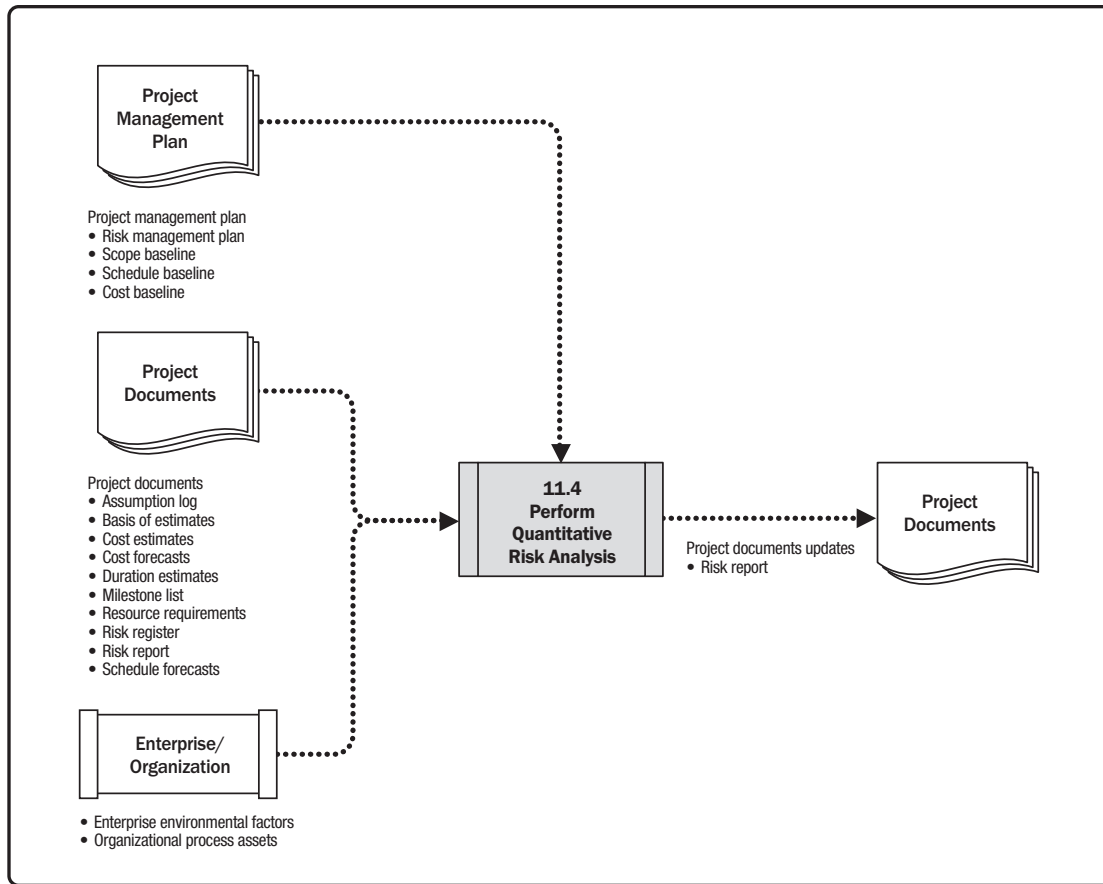 Project
Management
Plan
Project management plan
• Risk management plan
• Scope baseline
• Schedule baseline
• Cost baseline
Project
Documents
Project documents
• Assumption log
• Basis of estimates
• Cost estimates
• Cost forecasts
• Duration estimates
• Milestone list
• Resource requirements
• Risk register
• Risk report
• Schedule forecasts
Enterprise/
Organization
• Enterprise environmental factors
• Organizational process assets
11.4
Perform
Quantitative
Risk Analysis
Project documents updates
• Risk report
Project
Documents